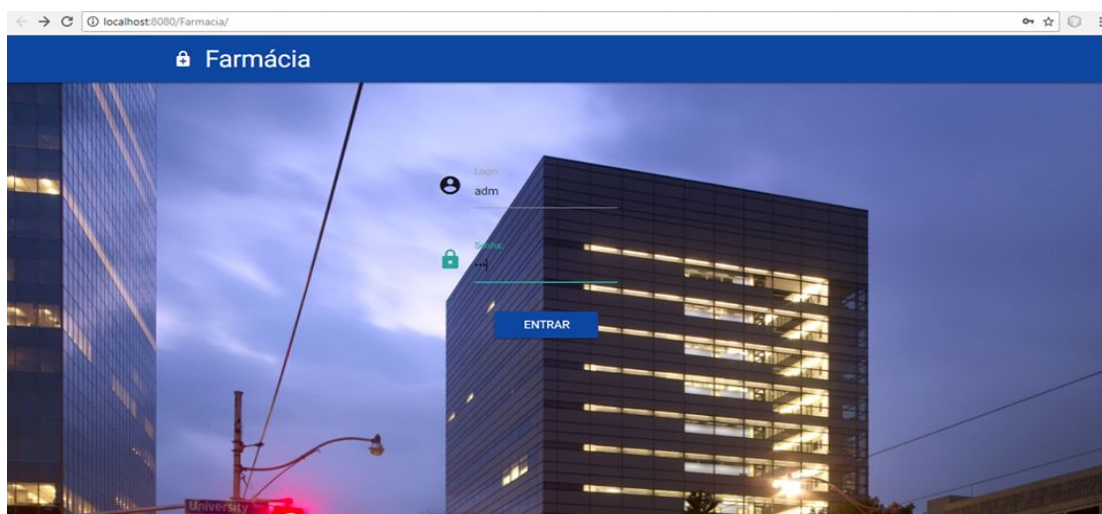 localhost:8080/Farmacia/
Farmácia
Login:
adm
Senha:
...
ENTRAR
University